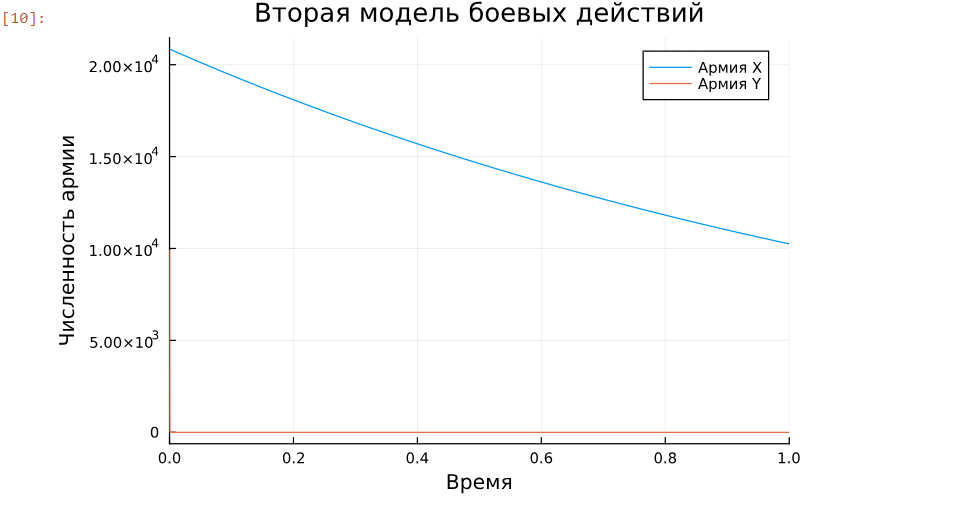 [10]:
Вторая модель боевых действий
Численность армии
2.00×10⁴
1.50×10⁴
1.00×10⁴
5.00×10³
0
Армия X
Армия Y
0.0 0.2 0.4 0.6 0.8 1.0
Время